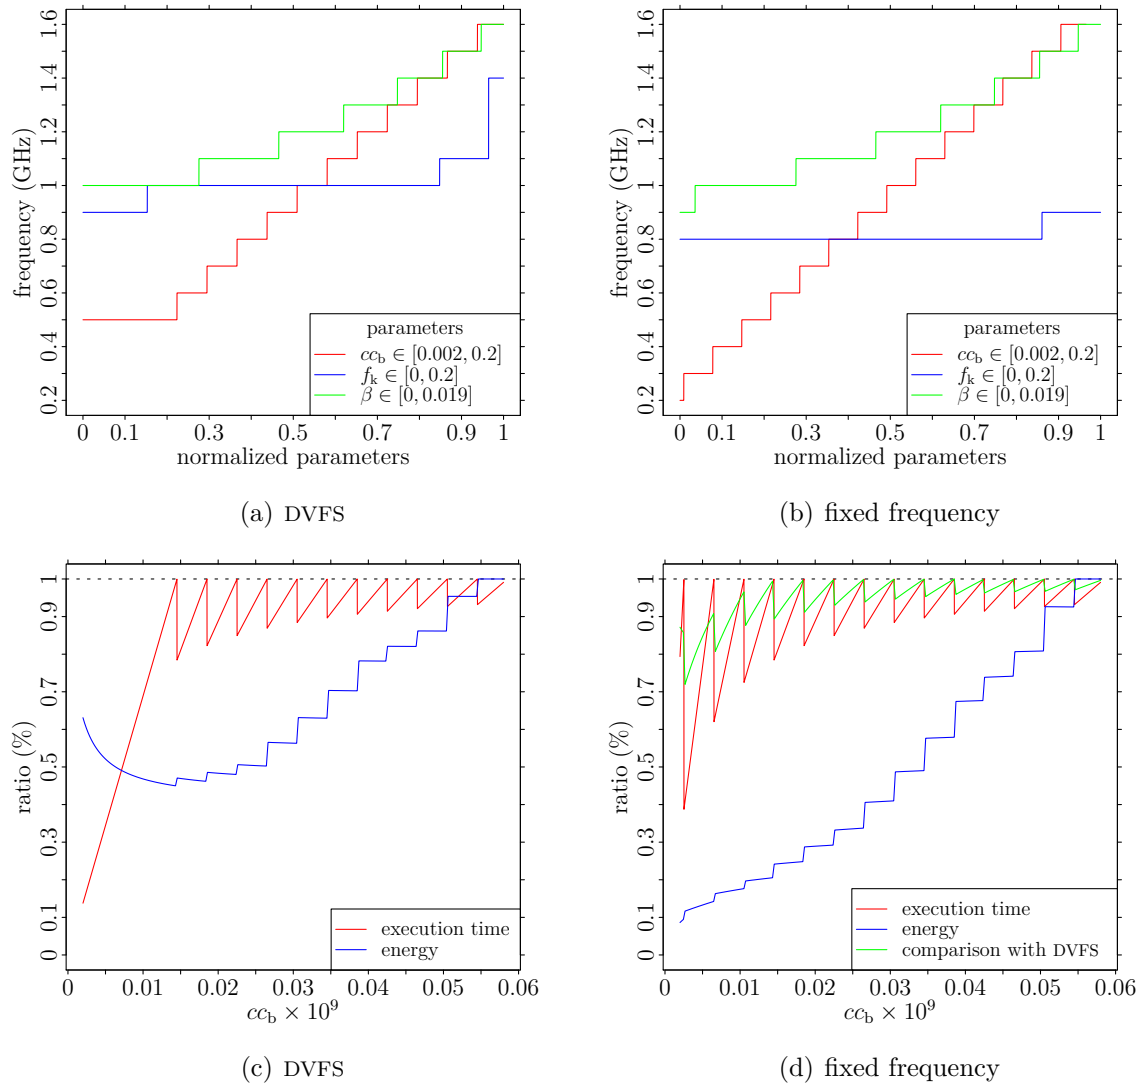 frequency (GHz)
0.2 0.4 0.6 0.8 1 1.2 1.4 1.6
parameters
cc_b ∈ [0.002, 0.2]
f_k ∈ [0, 0.2]
β ∈ [0, 0.019]
0 0.1 0.3 0.5 0.7 0.9 1
normalized parameters
(a) DVFS
frequency (GHz)
0.2 0.4 0.6 0.8 1 1.2 1.4 1.6
parameters
cc_b ∈ [0.002, 0.2]
f_k ∈ [0, 0.2]
β ∈ [0, 0.019]
0 0.1 0.3 0.5 0.7 0.9 1
normalized parameters
(b) fixed frequency
ratio (%)
0 0.1 0.3 0.5 0.7 0.9 1
execution time
energy
0 0.01 0.02 0.03 0.04 0.05 0.06
cc_b × 10^9
(c) DVFS
ratio (%)
0 0.1 0.3 0.5 0.7 0.9 1
execution time
energy
comparison with DVFS
0 0.01 0.02 0.03 0.04 0.05 0.06
cc_b × 10^9
(d) fixed frequency